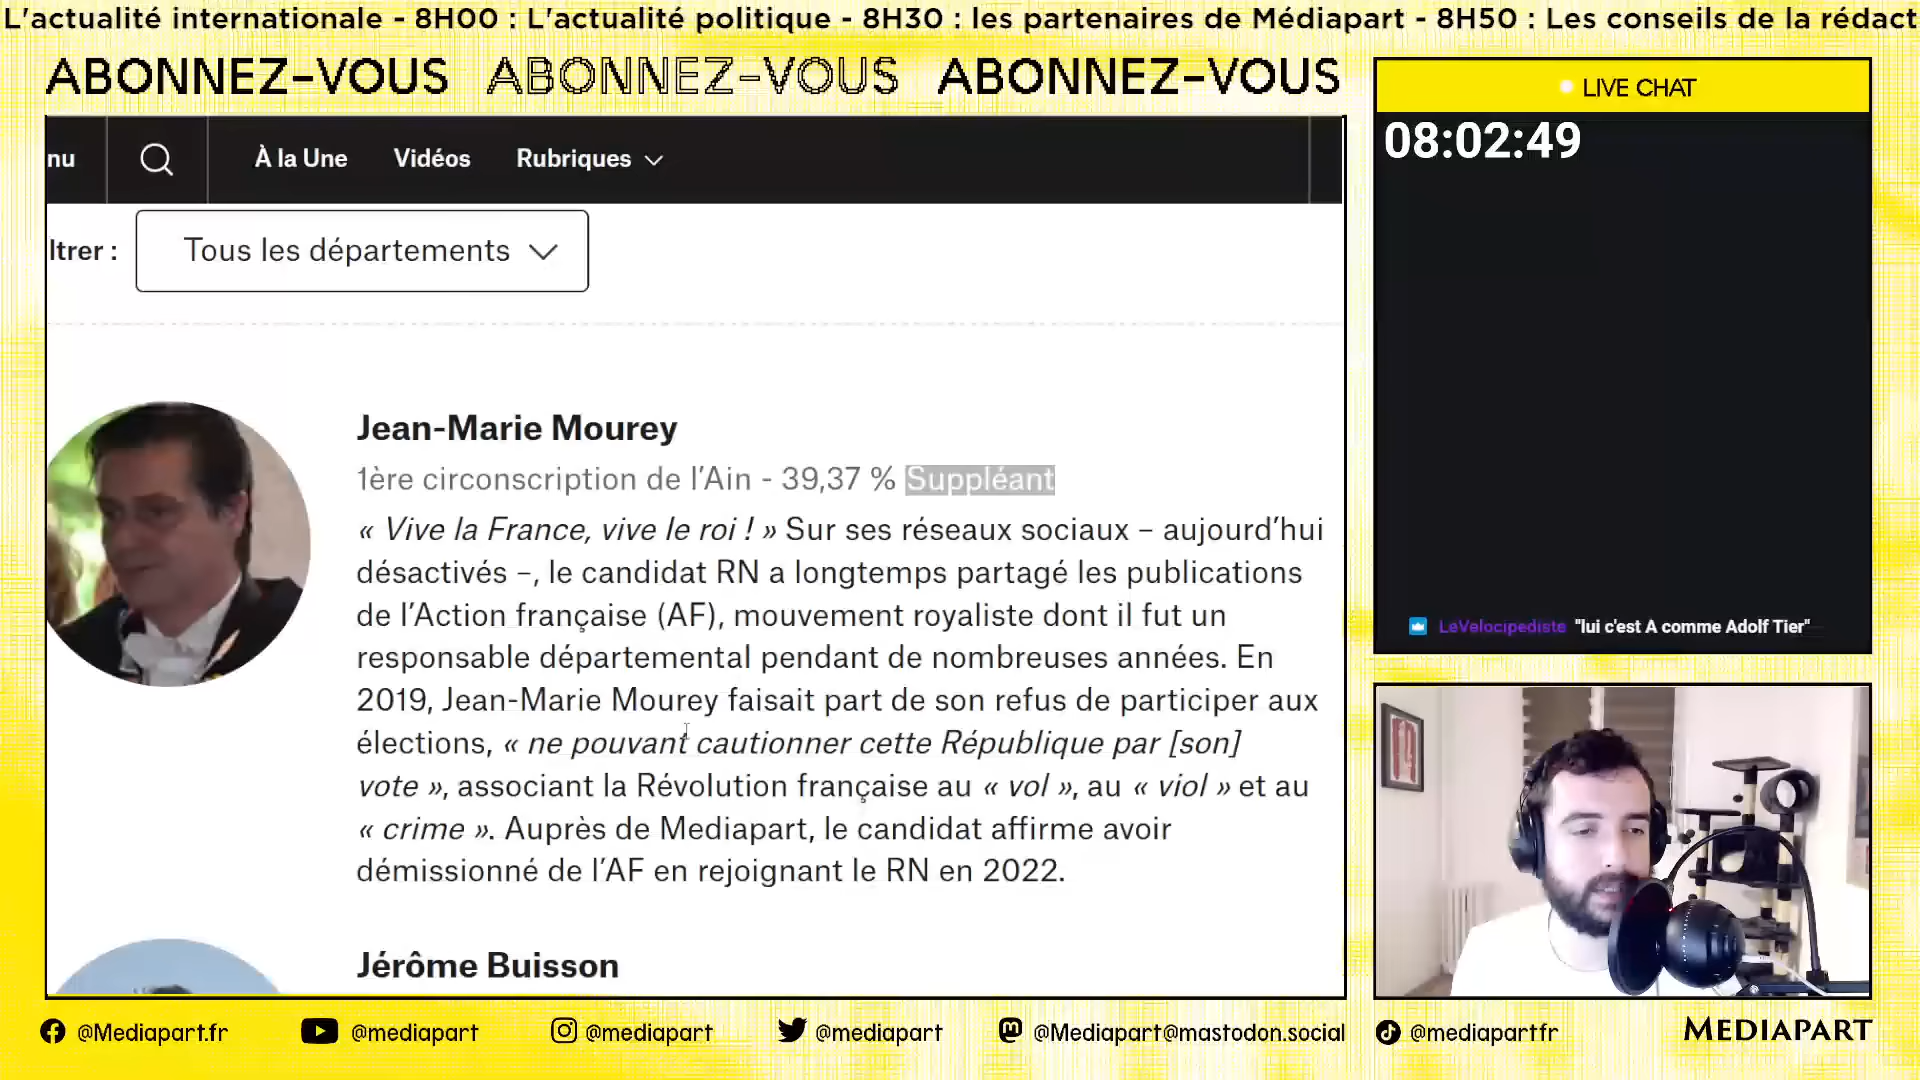 L'actualité internationale - 8H00 : L'actualité politique - 8H30 : les partenaires de Médiapart - 8H50 : Les conseils de la rédact
ABONNEZ-VOUS ABONNEZ-VOUS ABONNEZ-VOUS
LIVE CHAT
08:02:49
nu
À la Une
Vidéos
Rubriques
ltrer :
Tous les départements
Jean-Marie Mourey
1ère circonscription de l'Ain - 39,37 % Suppléant
« Vive la France, vive le roi ! » Sur ses réseaux sociaux – aujourd'hui
désactivés –, le candidat RN a longtemps partagé les publications
de l'Action française (AF), mouvement royaliste dont il fut un
responsable départemental pendant de nombreuses années. En
2019, Jean-Marie Mourey faisait part de son refus de participer aux
élections, « ne pouvant cautionner cette République par [son]
vote », associant la Révolution française au « vol », au « viol » et au
« crime ». Auprès de Mediapart, le candidat affirme avoir
démissionné de l'AF en rejoignant le RN en 2022.
Jérôme Buisson
LeVelocipediste "lui c'est A comme Adolf Tier"
@Mediapart.fr
@mediapart
@mediapart
@mediapart
@Mediapart@mastodon.social
@mediapartfr
MEDIAPART